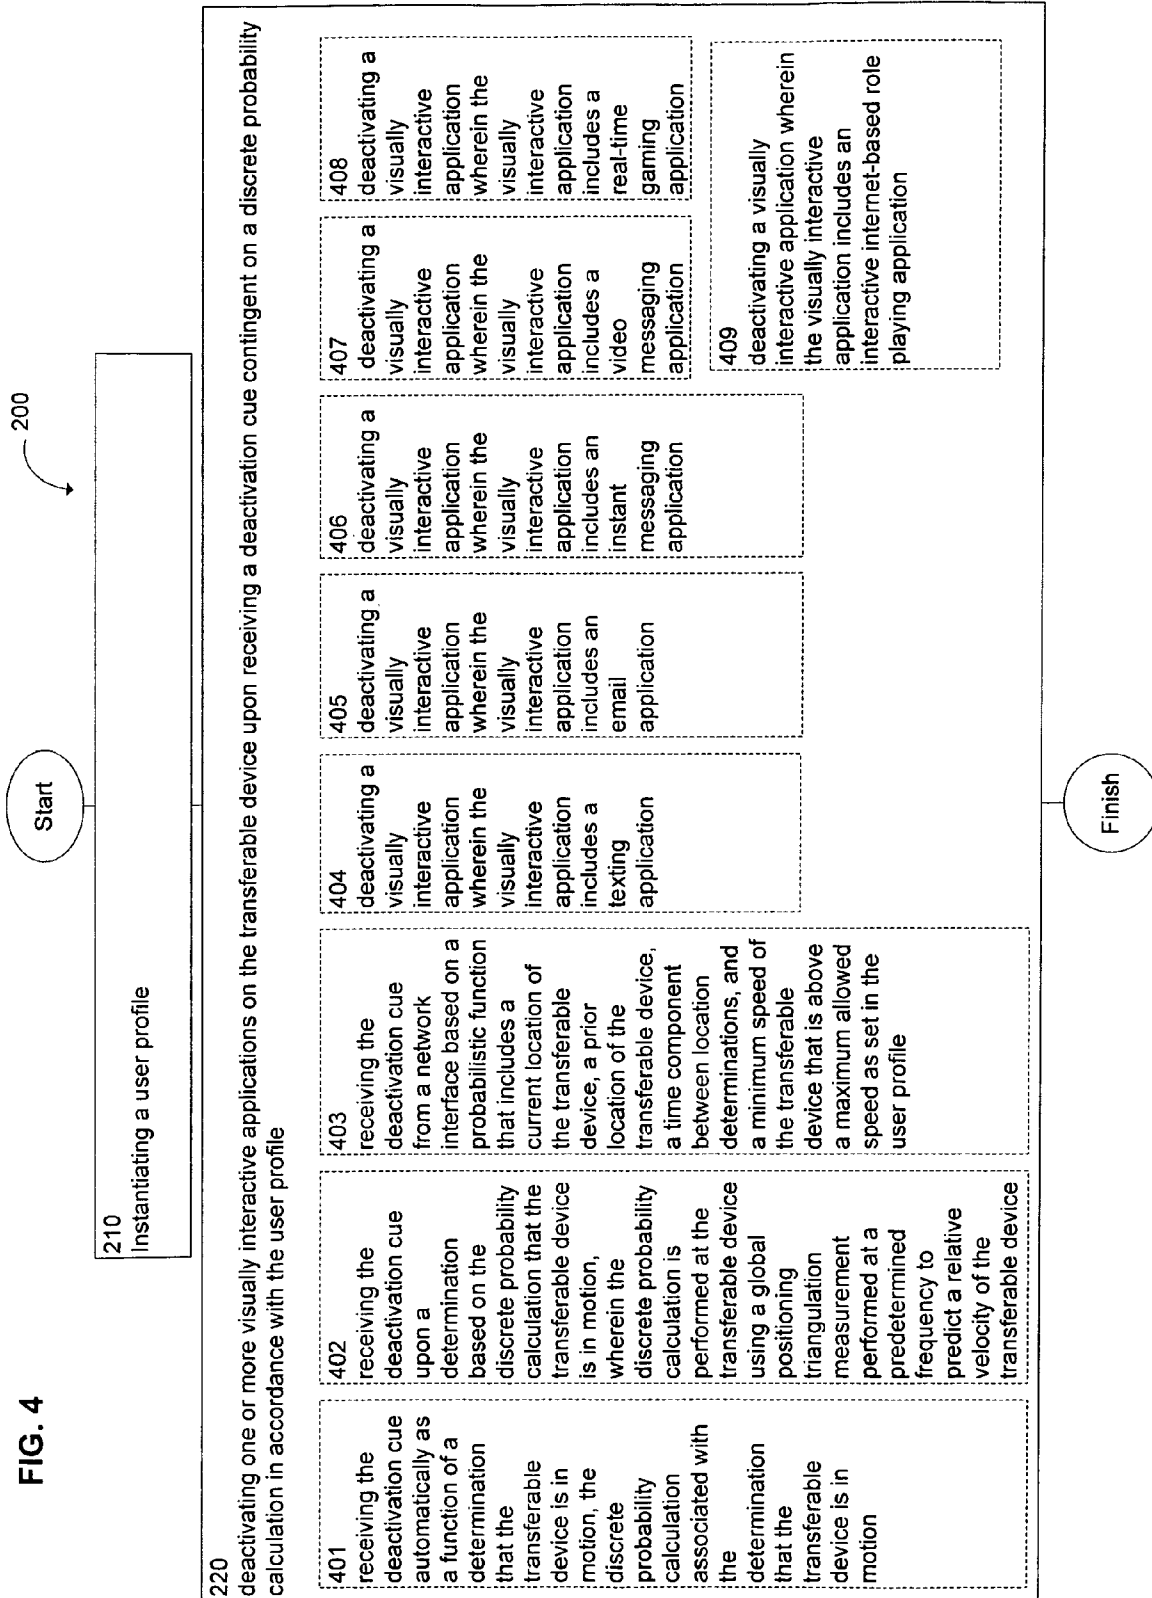 FIG. 4
200
Start
210
Instantiating a user profile
220
deactivating one or more visually interactive applications on the transferable device upon receiving a deactivation cue contingent on a discrete probability
calculation in accordance with the user profile
401
receiving the
deactivation cue
automatically as
a function of a
determination
that the
transferable
device is in
motion, the
discrete
probability
calculation
associated with
the
determination
that the
transferable
device is in
motion
402
receiving the
deactivation cue
upon a
determination
based on the
discrete probability
calculation that the
transferable device
is in motion,
wherein the
discrete probability
calculation is
performed at the
transferable device
using a global
positioning
triangulation
measurement
performed at a
predetermined
frequency to
predict a relative
velocity of the
transferable device
403
receiving the
deactivation cue
from a network
interface based on a
probabilistic function
that includes a
current location of
the transferable
device, a prior
location of the
transferable device,
a time component
between location
determinations, and
a minimum speed of
the transferable
device that is above
a maximum allowed
speed as set in the
user profile
404
deactivating a
visually
interactive
application
wherein the
visually
interactive
application
includes a
texting
application
405
deactivating a
visually
interactive
application
wherein the
visually
interactive
application
includes an
email
application
406
deactivating a
visually
interactive
application
wherein the
visually
interactive
application
includes an
instant
messaging
application
407
deactivating a
visually
interactive
application
wherein the
visually
interactive
application
includes a
video
messaging
application
408
deactivating a
visually
interactive
application
wherein the
visually
interactive
application
includes a
real-time
gaming
application
409
deactivating a visually
interactive application wherein
the visually interactive
application includes an
interactive internet-based role
playing application
Finish